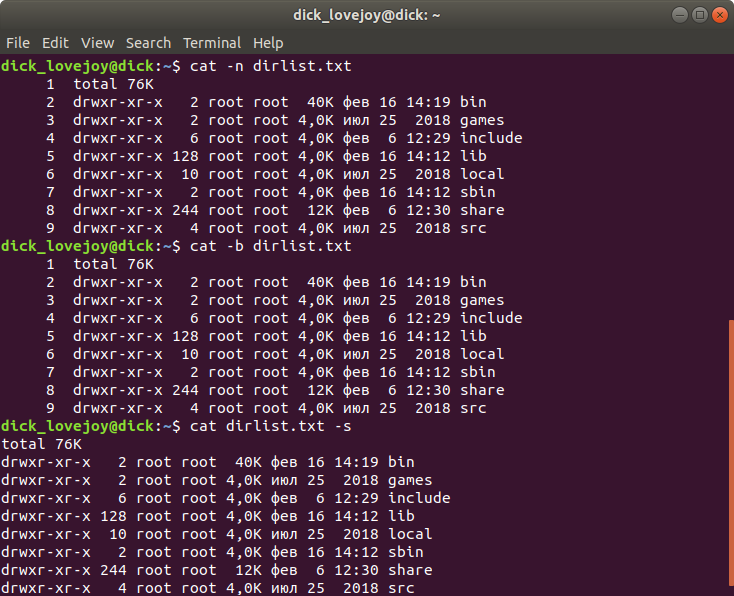 dick_lovejoy@dick: ~
File Edit View Search Terminal Help
dick_lovejoy@dick:~$ cat -n dirlist.txt
     1  total 76K
     2  drwxr-xr-x   2 root root  40K фев 16 14:19 bin
     3  drwxr-xr-x   2 root root 4,0K июл 25  2018 games
     4  drwxr-xr-x   6 root root 4,0K фев  6 12:29 include
     5  drwxr-xr-x 128 root root 4,0K фев 16 14:12 lib
     6  drwxr-xr-x  10 root root 4,0K июл 25  2018 local
     7  drwxr-xr-x   2 root root 4,0K фев 16 14:12 sbin
     8  drwxr-xr-x 244 root root  12K фев  6 12:30 share
     9  drwxr-xr-x   4 root root 4,0K июл 25  2018 src
dick_lovejoy@dick:~$ cat -b dirlist.txt
     1  total 76K
     2  drwxr-xr-x   2 root root  40K фев 16 14:19 bin
     3  drwxr-xr-x   2 root root 4,0K июл 25  2018 games
     4  drwxr-xr-x   6 root root 4,0K фев  6 12:29 include
     5  drwxr-xr-x 128 root root 4,0K фев 16 14:12 lib
     6  drwxr-xr-x  10 root root 4,0K июл 25  2018 local
     7  drwxr-xr-x   2 root root 4,0K фев 16 14:12 sbin
     8  drwxr-xr-x 244 root root  12K фев  6 12:30 share
     9  drwxr-xr-x   4 root root 4,0K июл 25  2018 src
dick_lovejoy@dick:~$ cat dirlist.txt -s
total 76K
drwxr-xr-x   2 root root  40K фев 16 14:19 bin
drwxr-xr-x   2 root root 4,0K июл 25  2018 games
drwxr-xr-x   6 root root 4,0K фев  6 12:29 include
drwxr-xr-x 128 root root 4,0K фев 16 14:12 lib
drwxr-xr-x  10 root root 4,0K июл 25  2018 local
drwxr-xr-x   2 root root 4,0K фев 16 14:12 sbin
drwxr-xr-x 244 root root  12K фев  6 12:30 share
drwxr-xr-x   4 root root 4,0K июл 25  2018 src